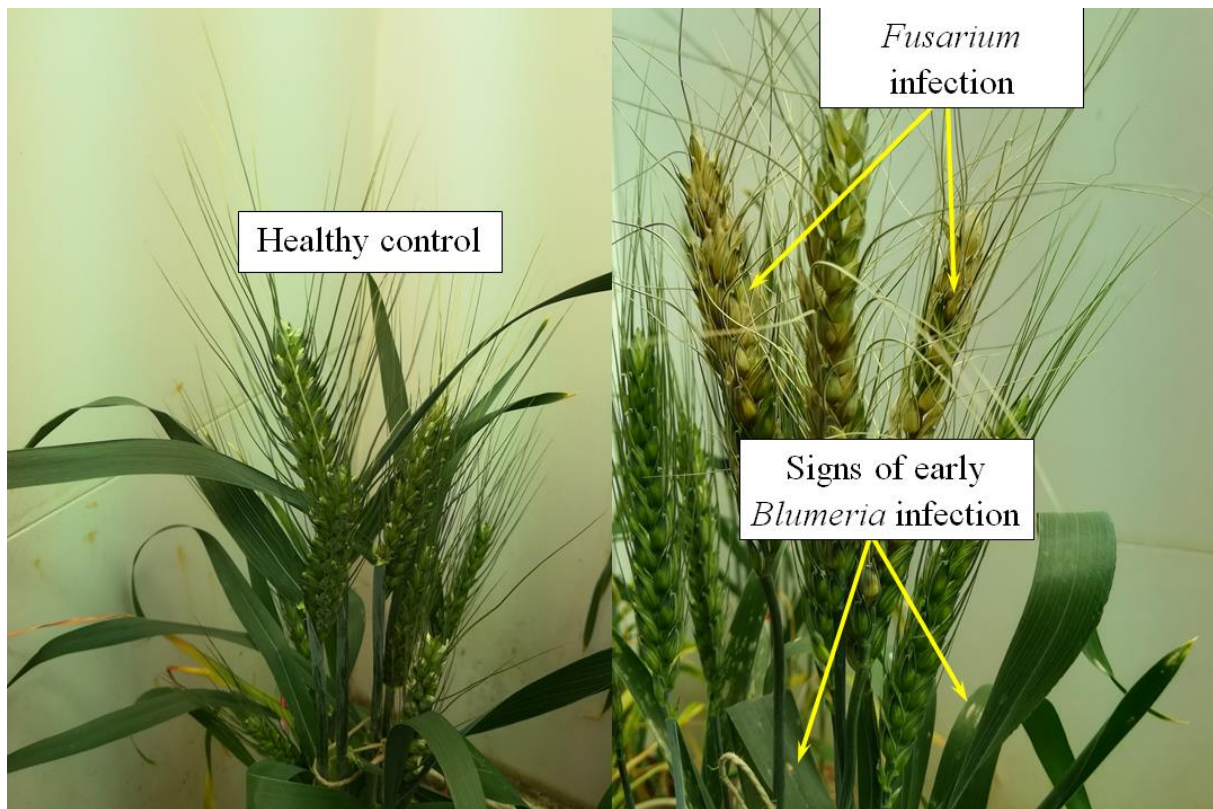 Healthy control
Fusarium
infection
Signs of early
Blumeria infection